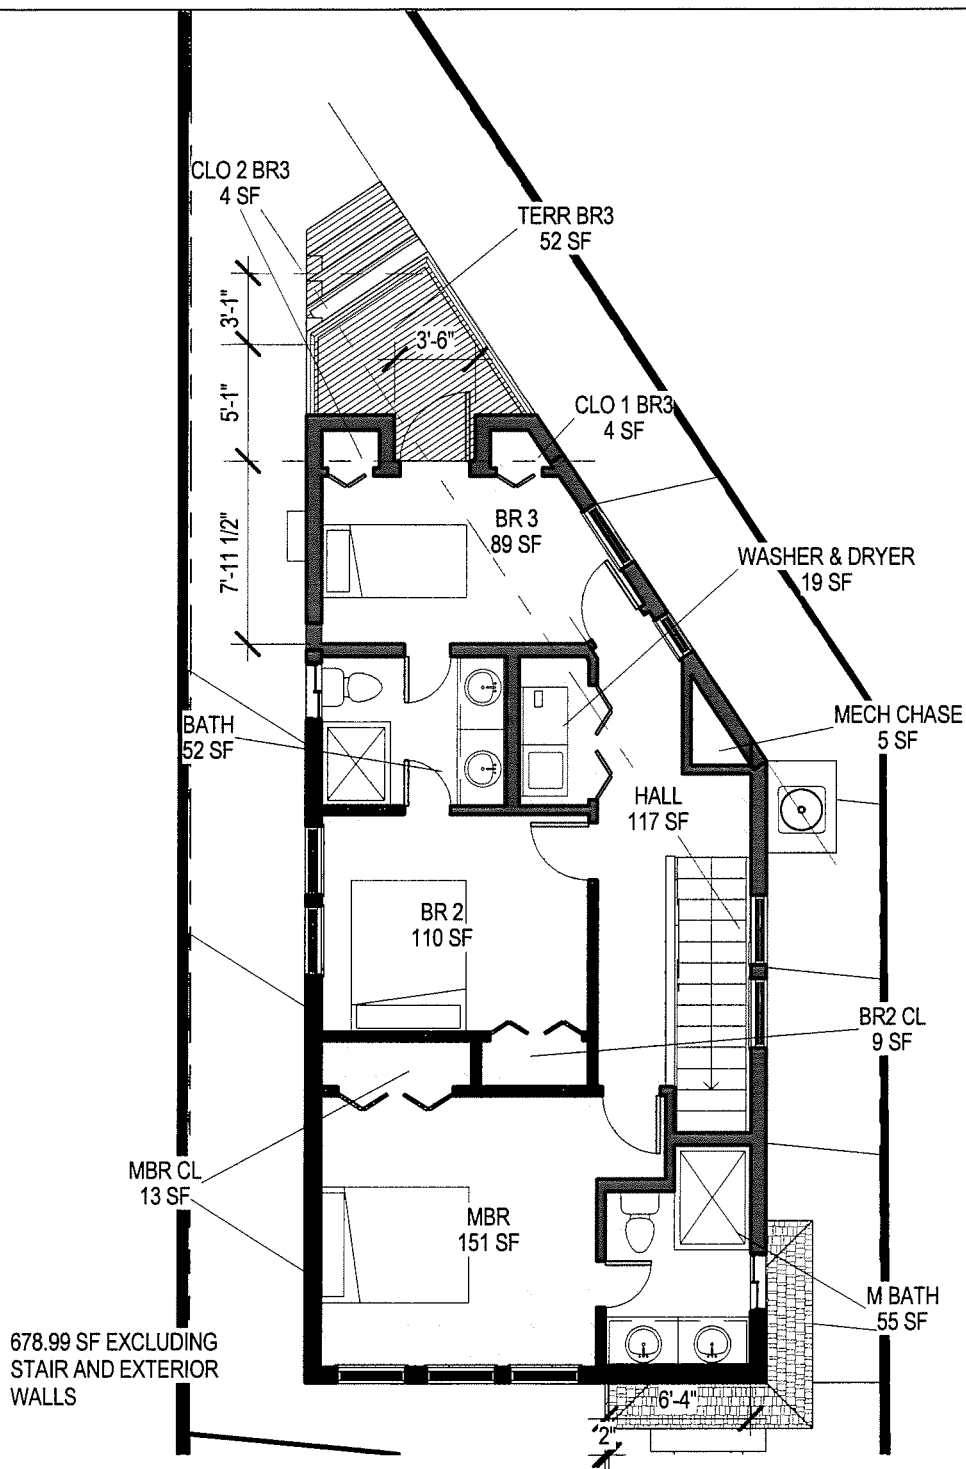 CLO 2 BR3
4 SF
TERR BR3
52 SF
3'-1"
3'-6"
5'-1"
CLO 1 BR3
4 SF
BR 3
89 SF
7'-11 1/2"
WASHER & DRYER
19 SF
BATH
52 SF
MECH CHASE
5 SF
HALL
117 SF
BR 2
110 SF
BR2 CL
9 SF
MBR CL
13 SF
MBR
151 SF
M BATH
55 SF
678.99 SF EXCLUDING
STAIR AND EXTERIOR
WALLS
6'-4"
2"